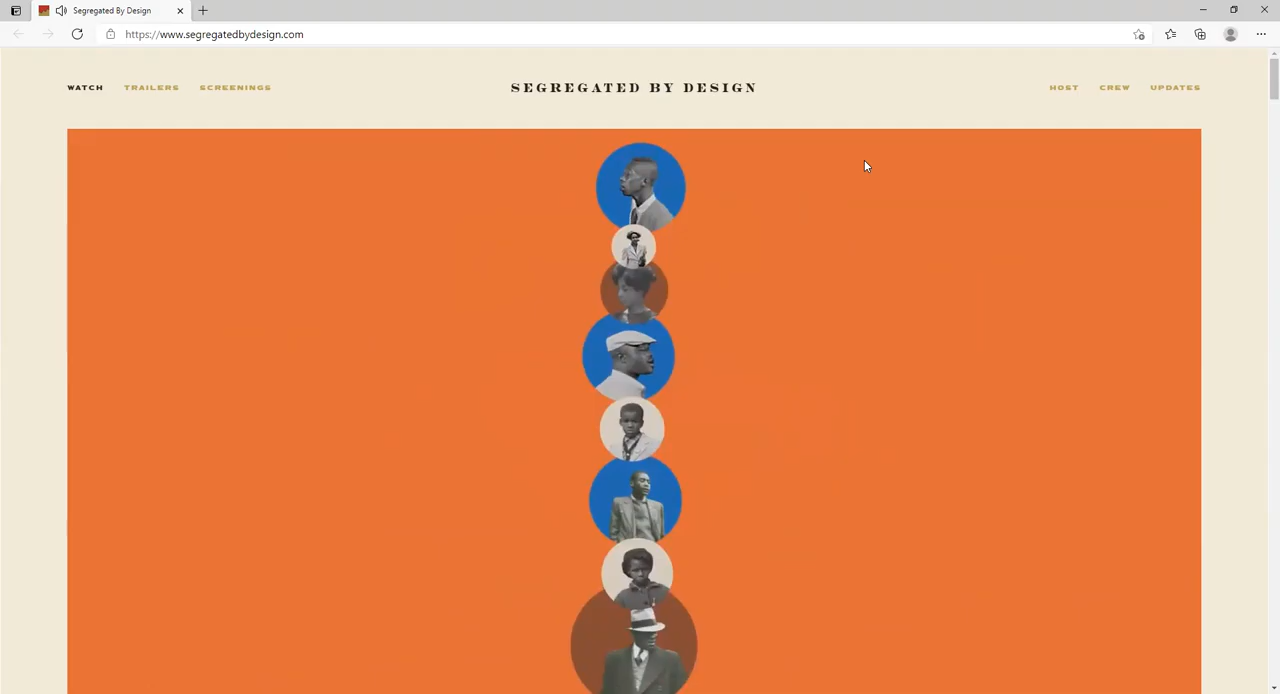 Segregated By Design
https://www.segregatedbydesign.com
WATCH TRAILERS SCREENINGS SEGREGATED BY DESIGN HOST CREW UPDATES